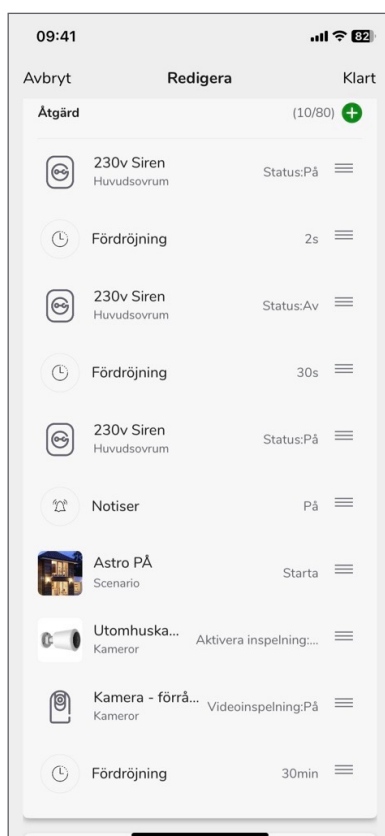 09:41
82
Avbryt Redigera Klart
Åtgärd (10/80)
230v Siren
Huvudsovrum
Status:På
Fördröjning 2s
230v Siren
Huvudsovrum
Status:Av
Fördröjning 30s
230v Siren
Huvudsovrum
Status:På
Notiser På
Astro PÅ
Scenario
Starta
Utomhuska...
Kameror
Aktivera inspelning:...
Kamera - förrå...
Kameror
Videoinspelning:På
Fördröjning 30min